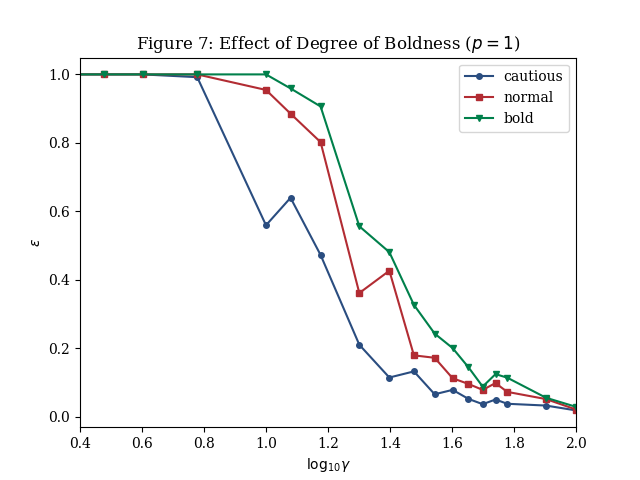 Figure 7: Effect of Degree of Boldness (p = 1)
1.0
0.8
0.6
0.4
0.2
0.0
ε
cautious
normal
bold
0.4 0.6 0.8 1.0 1.2 1.4 1.6 1.8 2.0
log₁₀γ